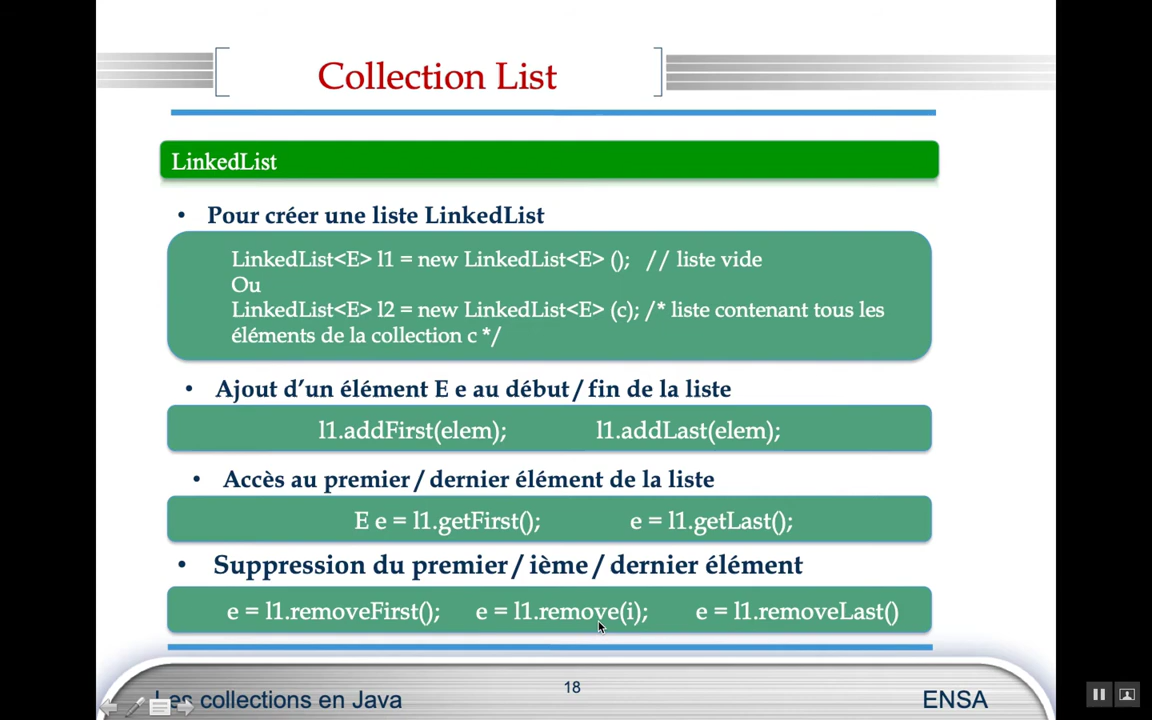 Collection List
LinkedList
• Pour créer une liste LinkedList
LinkedList<E> l1 = new LinkedList<E> (); // liste vide
Ou
LinkedList<E> l2 = new LinkedList<E> (c); /* liste contenant tous les
éléments de la collection c */
• Ajout d’un élément E e au début / fin de la liste
l1.addFirst(elem); l1.addLast(elem);
• Accès au premier / dernier élément de la liste
E e = l1.getFirst(); e = l1.getLast();
• Suppression du premier / ième / dernier élément
e = l1.removeFirst(); e = l1.remove(i); e = l1.removeLast()
Les collections en Java 18 ENSA